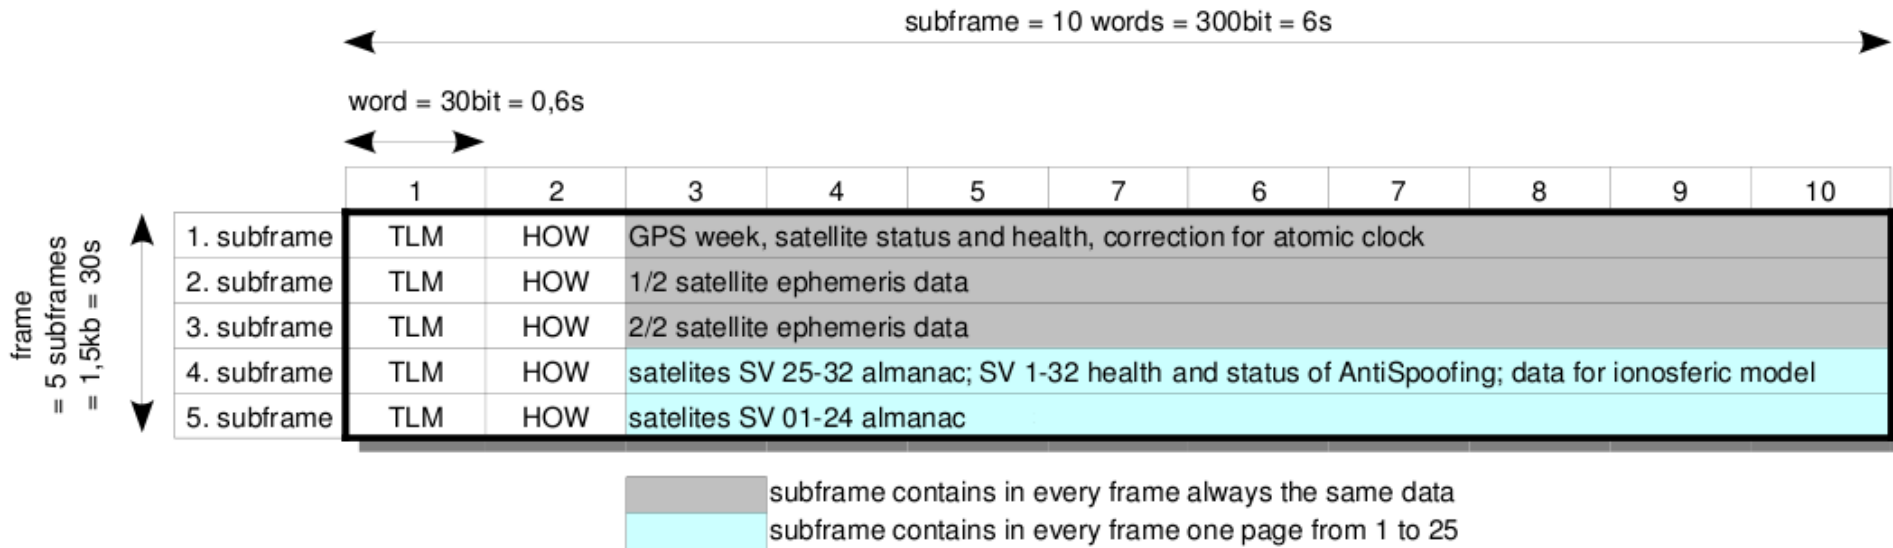 subframe = 10 words = 300bit = 6s
word = 30bit = 0,6s
1 2 3 4 5 7 6 7 8 9 10
frame
= 5 subframes
= 1,5kb = 30s
1. subframe TLM HOW GPS week, satellite status and health, correction for atomic clock
2. subframe TLM HOW 1/2 satellite ephemeris data
3. subframe TLM HOW 2/2 satellite ephemeris data
4. subframe TLM HOW satelites SV 25-32 almanac; SV 1-32 health and status of AntiSpoofing; data for ionosferic model
5. subframe TLM HOW satelites SV 01-24 almanac
subframe contains in every frame always the same data
subframe contains in every frame one page from 1 to 25